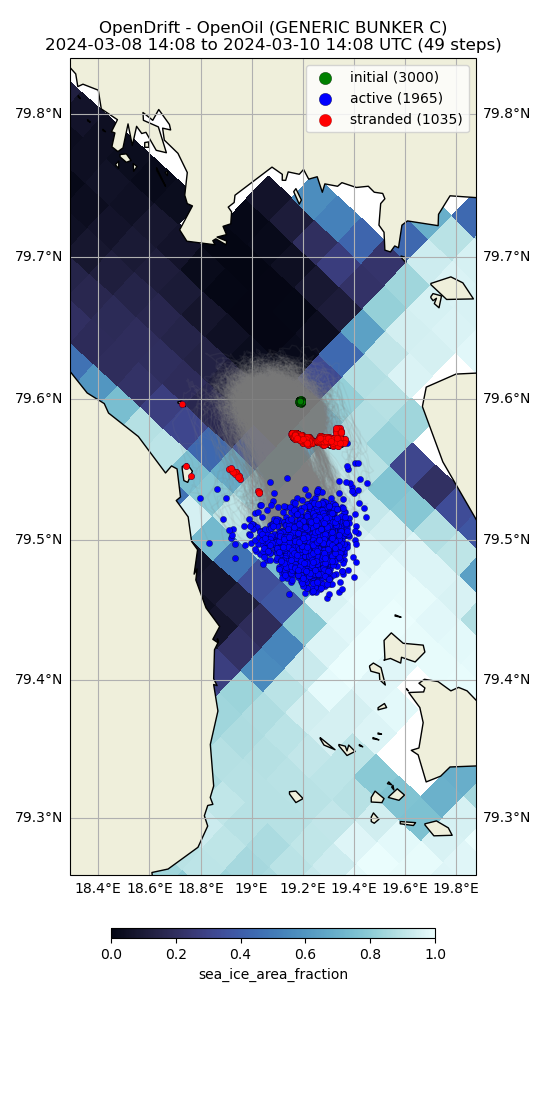 OpenDrift - OpenOil (GENERIC BUNKER C)
2024-03-08 14:08 to 2024-03-10 14:08 UTC (49 steps)
initial (3000)
active (1965)
stranded (1035)
79.8°N 79.8°N
79.7°N 79.7°N
79.6°N 79.6°N
79.5°N 79.5°N
79.4°N 79.4°N
79.3°N 79.3°N
18.4°E 18.6°E 18.8°E 19°E 19.2°E 19.4°E 19.6°E 19.8°E
0.0 0.2 0.4 0.6 0.8 1.0
sea_ice_area_fraction